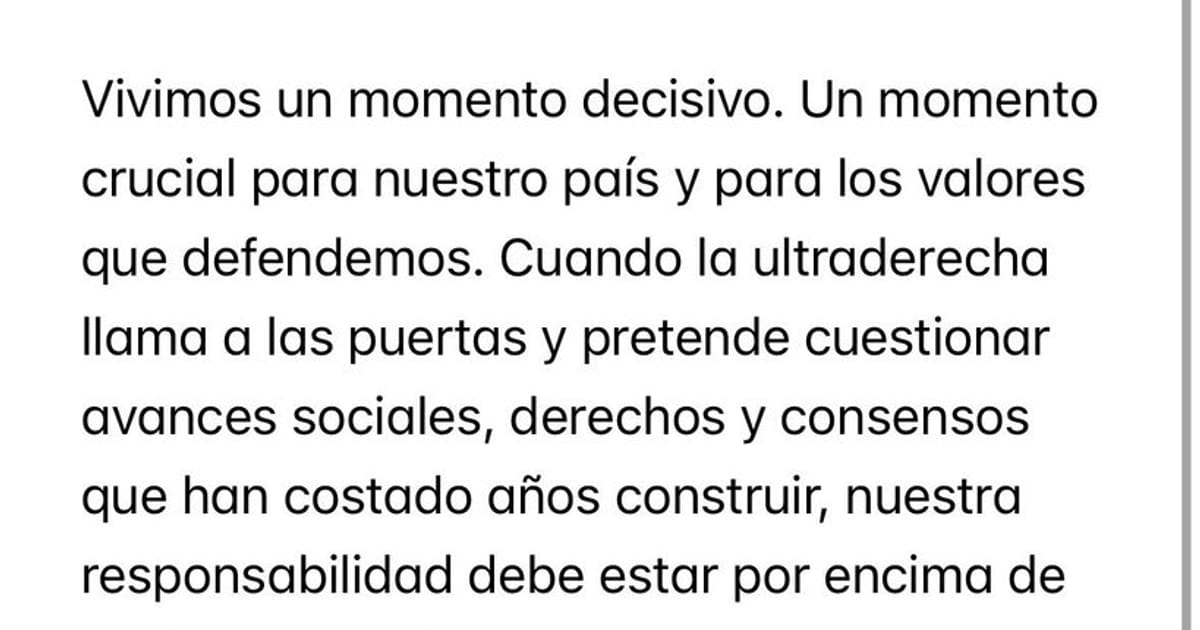 Vivimos un momento decisivo. Un momento
crucial para nuestro país y para los valores
que defendemos. Cuando la ultraderecha
llama a las puertas y pretende cuestionar
avances sociales, derechos y consensos
que han costado años construir, nuestra
responsabilidad debe estar por encima de